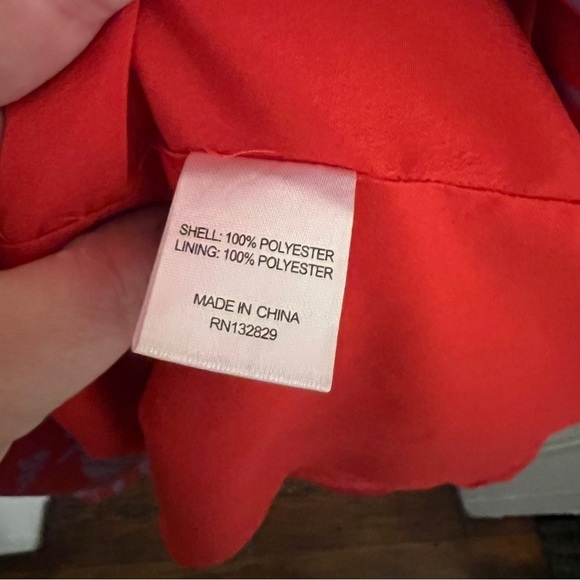 SHELL: 100% POLYESTER
LINING: 100% POLYESTER
MADE IN CHINA
RN132829